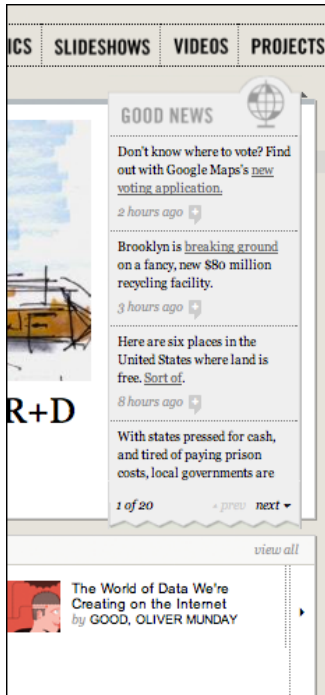 ICS SLIDESHOWS VIDEOS PROJECTS
GOOD NEWS
Don't know where to vote? Find
out with Google Maps's new
voting application.
2 hours ago
Brooklyn is breaking ground
on a fancy, new $80 million
recycling facility.
3 hours ago
Here are six places in the
United States where land is
free. Sort of.
8 hours ago
With states pressed for cash,
and tired of paying prison
costs, local governments are
1 of 20 prev next
R+D
view all
The World of Data We're
Creating on the Internet
by GOOD, OLIVER MUNDAY